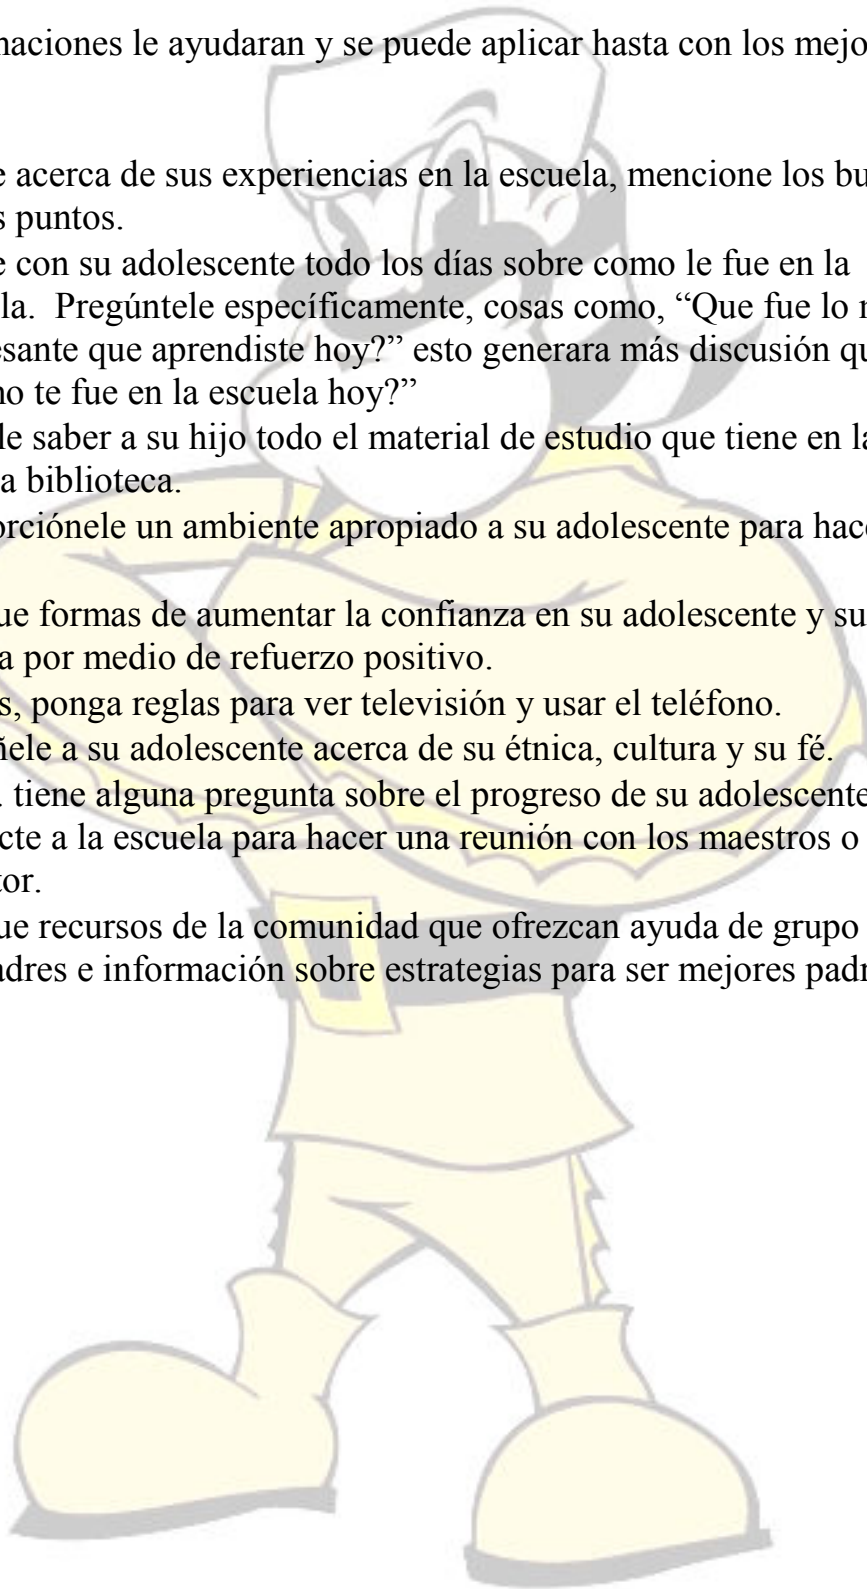 naciones le ayudaran y se puede aplicar hasta con los mejo
e acerca de sus experiencias en la escuela, mencione los bu
s puntos.
e con su adolescente todo los días sobre como le fue en la
la.  Pregúntele específicamente, cosas como, “Que fue lo
esante que aprendiste hoy?” esto generara más discusión qu
no te fue en la escuela hoy?”
le saber a su hijo todo el material de estudio que tiene en la
a biblioteca.
orciónele un ambiente apropiado a su adolescente para hac
ue formas de aumentar la confianza en su adolescente y su
a por medio de refuerzo positivo.
s, ponga reglas para ver televisión y usar el teléfono.
ñele a su adolescente acerca de su étnica, cultura y su fé.
. tiene alguna pregunta sobre el progreso de su adolescente
cte a la escuela para hacer una reunión con los maestros o
tor.
ue recursos de la comunidad que ofrezcan ayuda de grupo
adres e información sobre estrategias para ser mejores padr